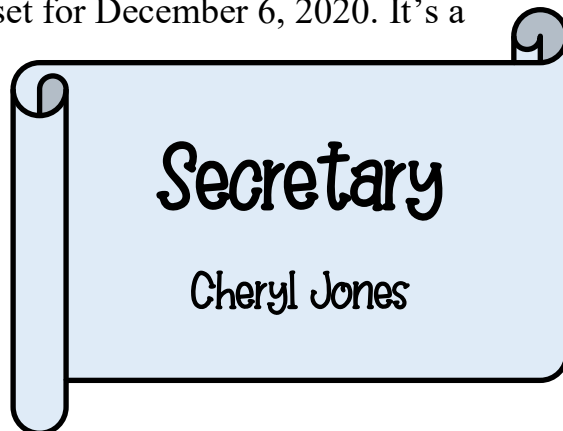 set for December 6, 2020. It’s a
Secretary
Cheryl Jones